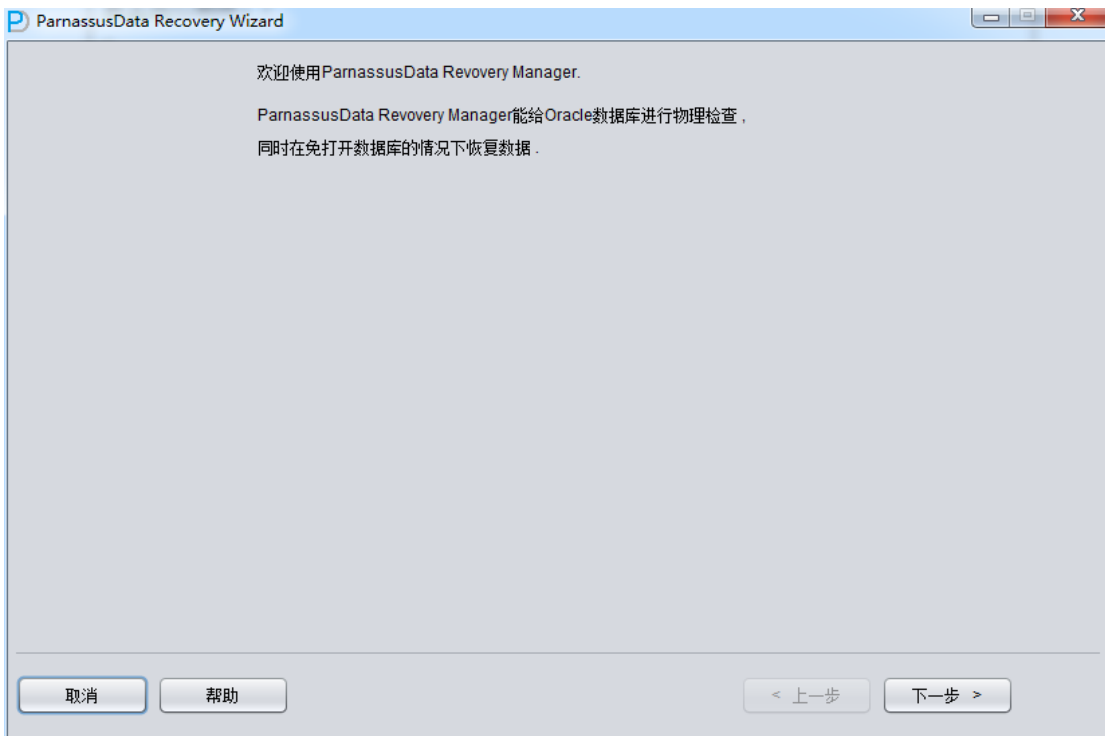 ParnassusData Recovery Wizard
欢迎使用ParnassusData Revovery Manager.
ParnassusData Revovery Manager能给Oracle数据库进行物理检查 ,
同时在免打开数据库的情况下恢复数据 .
取消
帮助
< 上一步
下一步 >